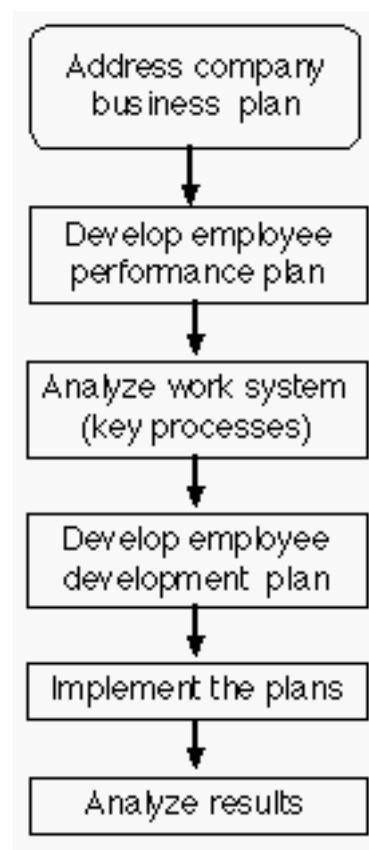 Address company
business plan
Develop employee
performance plan
Analyze work system
(key processes)
Develop employee
development plan
Implement the plans
Analyze results